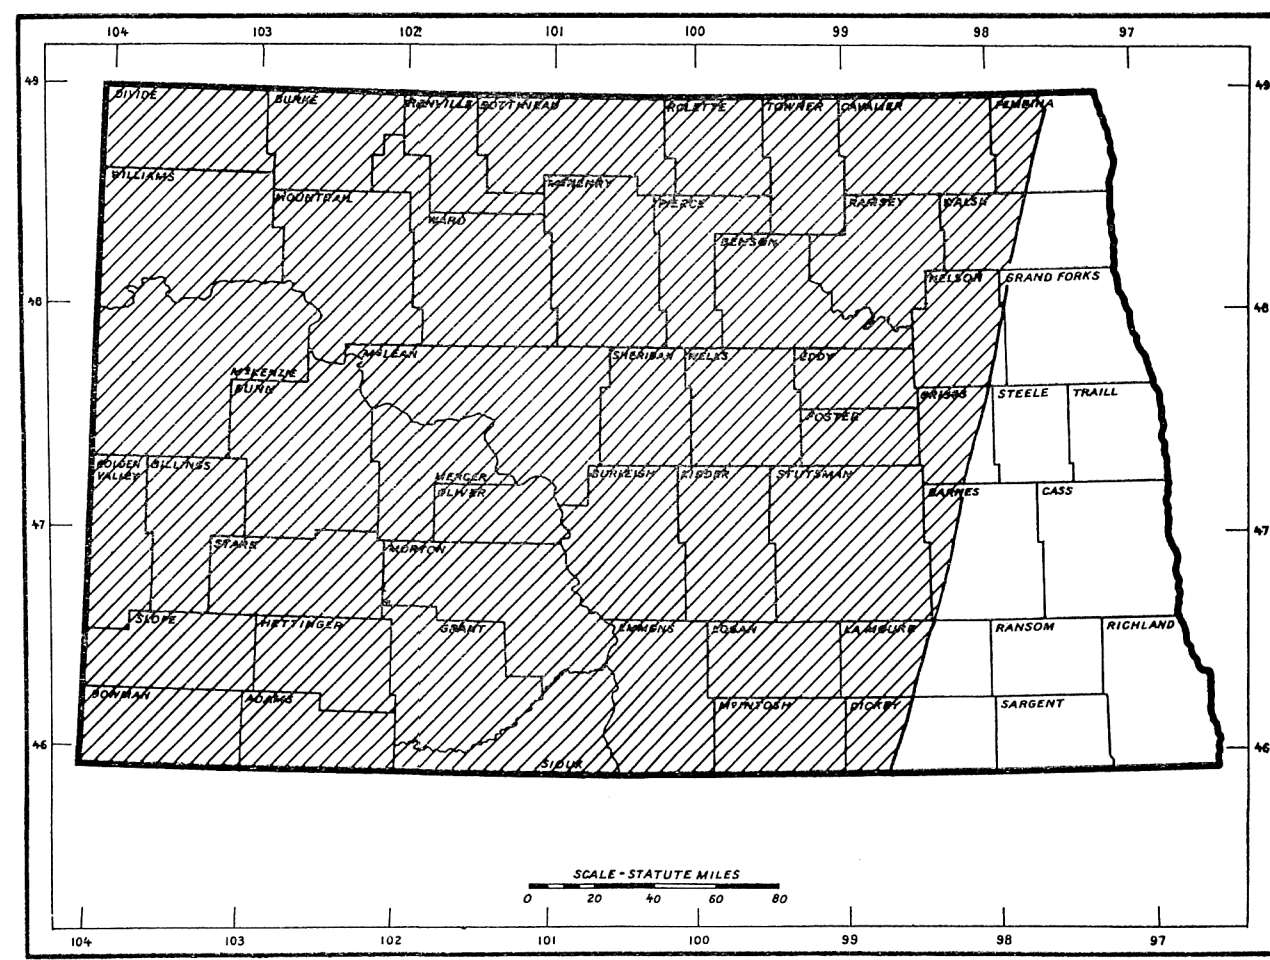 104 103 102 101 100 99 98 97
49 49
DIVIDE BURKE RENVILLE BOTTINEAU ROLETTE TOWNER CAVALIER PEMBINA
WILLIAMS MOUNTRAIL WARD McHENRY PIERCE BENSON RAMSEY WALSH
NELSON GRAND FORKS
48 48
McKENZIE McLEAN SHERIDAN WELLS EDDY
DUNN GRIGGS STEELE TRAILL
FOSTER
GOLDEN
VALLEY
BILLINGS MERCER BURLEIGH KIDDER STUTSMAN
OLIVER BARNES CASS
47 47
STARK MORTON
SLOPE HETTINGER GRANT EMMONS LOGAN LA MOURE RANSOM RICHLAND
BOWMAN ADAMS McINTOSH DICKEY SARGENT
46 46
SIOUX
SCALE - STATUTE MILES
0 20 40 60 80
104 103 102 101 100 99 98 97